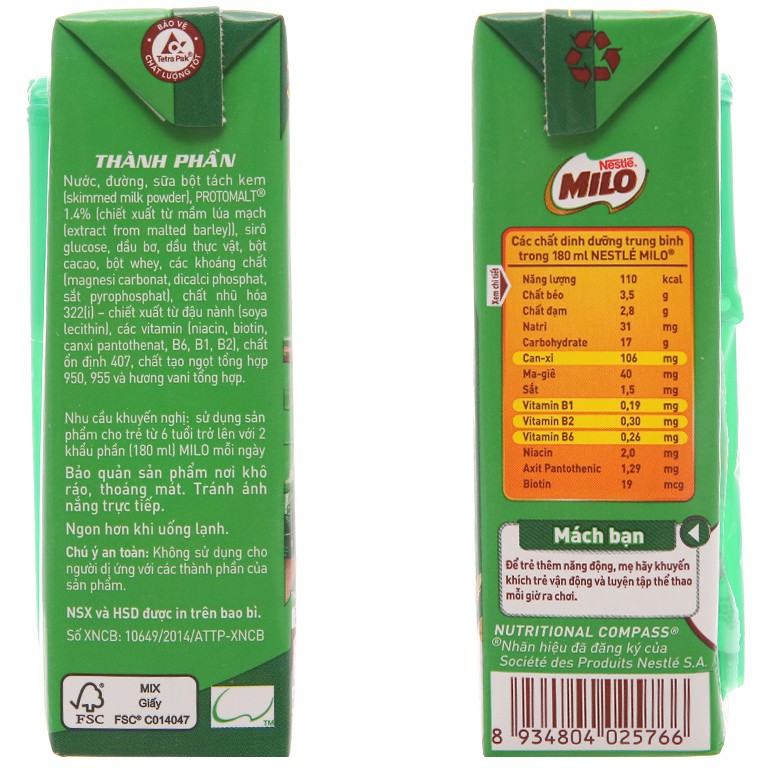 BẢO VỆ
Tetra Pak®
CHẤT LƯỢNG TỐT
THÀNH PHẦN
Nước, đường, sữa bột tách kem
(skimmed milk powder), PROTOMALT®
1.4% (chiết xuất từ mầm lúa mạch
(extract from malted barley)), sirô
glucose, dầu bơ, dầu thực vật, bột
cacao, bột whey, các khoáng chất
(magnesi carbonat, dicalci phosphat,
sắt pyrophosphat), chất nhũ hóa
322(i) – chiết xuất từ đậu nành (soya
lecithin), các vitamin (niacin, biotin,
canxi pantothenat, B6, B1, B2), chất
ổn định 407, chất tạo ngọt tổng hợp
950, 955 và hương vani tổng hợp.
Nhu cầu khuyến nghị: sử dụng sản
phẩm cho trẻ từ 6 tuổi trở lên với 2
khẩu phần (180 ml) MILO mỗi ngày
Bảo quản sản phẩm nơi khô
ráo, thoáng mát. Tránh ánh
nắng trực tiếp.
Ngon hơn khi uống lạnh.
Chú ý an toàn: Không sử dụng cho
người dị ứng với các thành phần của
sản phẩm.
NSX và HSD được in trên bao bì.
Số XNCB: 10649/2014/ATTP-XNCB
FSC
MIX
Giấy
FSC® C014047
TM
Nestlé.
MILO
Các chất dinh dưỡng trung bình
trong 180 ml NESTLÉ MILO®
Xem chi tiết
Năng lượng 110 kcal
Chất béo 3,5 g
Chất đạm 2,8 g
Natri 31 mg
Carbohydrate 17 g
Can-xi 106 mg
Ma-giê 40 mg
Sắt 1,5 mg
Vitamin B1 0,19 mg
Vitamin B2 0,30 mg
Vitamin B6 0,26 mg
Niacin 2,0 mg
Axit Pantothenic 1,29 mg
Biotin 19 mcg
Mách bạn
Để trẻ thêm năng động, mẹ hãy khuyến
khích trẻ vận động và luyện tập thể thao
mỗi giờ ra chơi.
NUTRITIONAL COMPASS®
®Nhãn hiệu đã đăng ký của
Société des Produits Nestlé S.A.
8 934804 025766